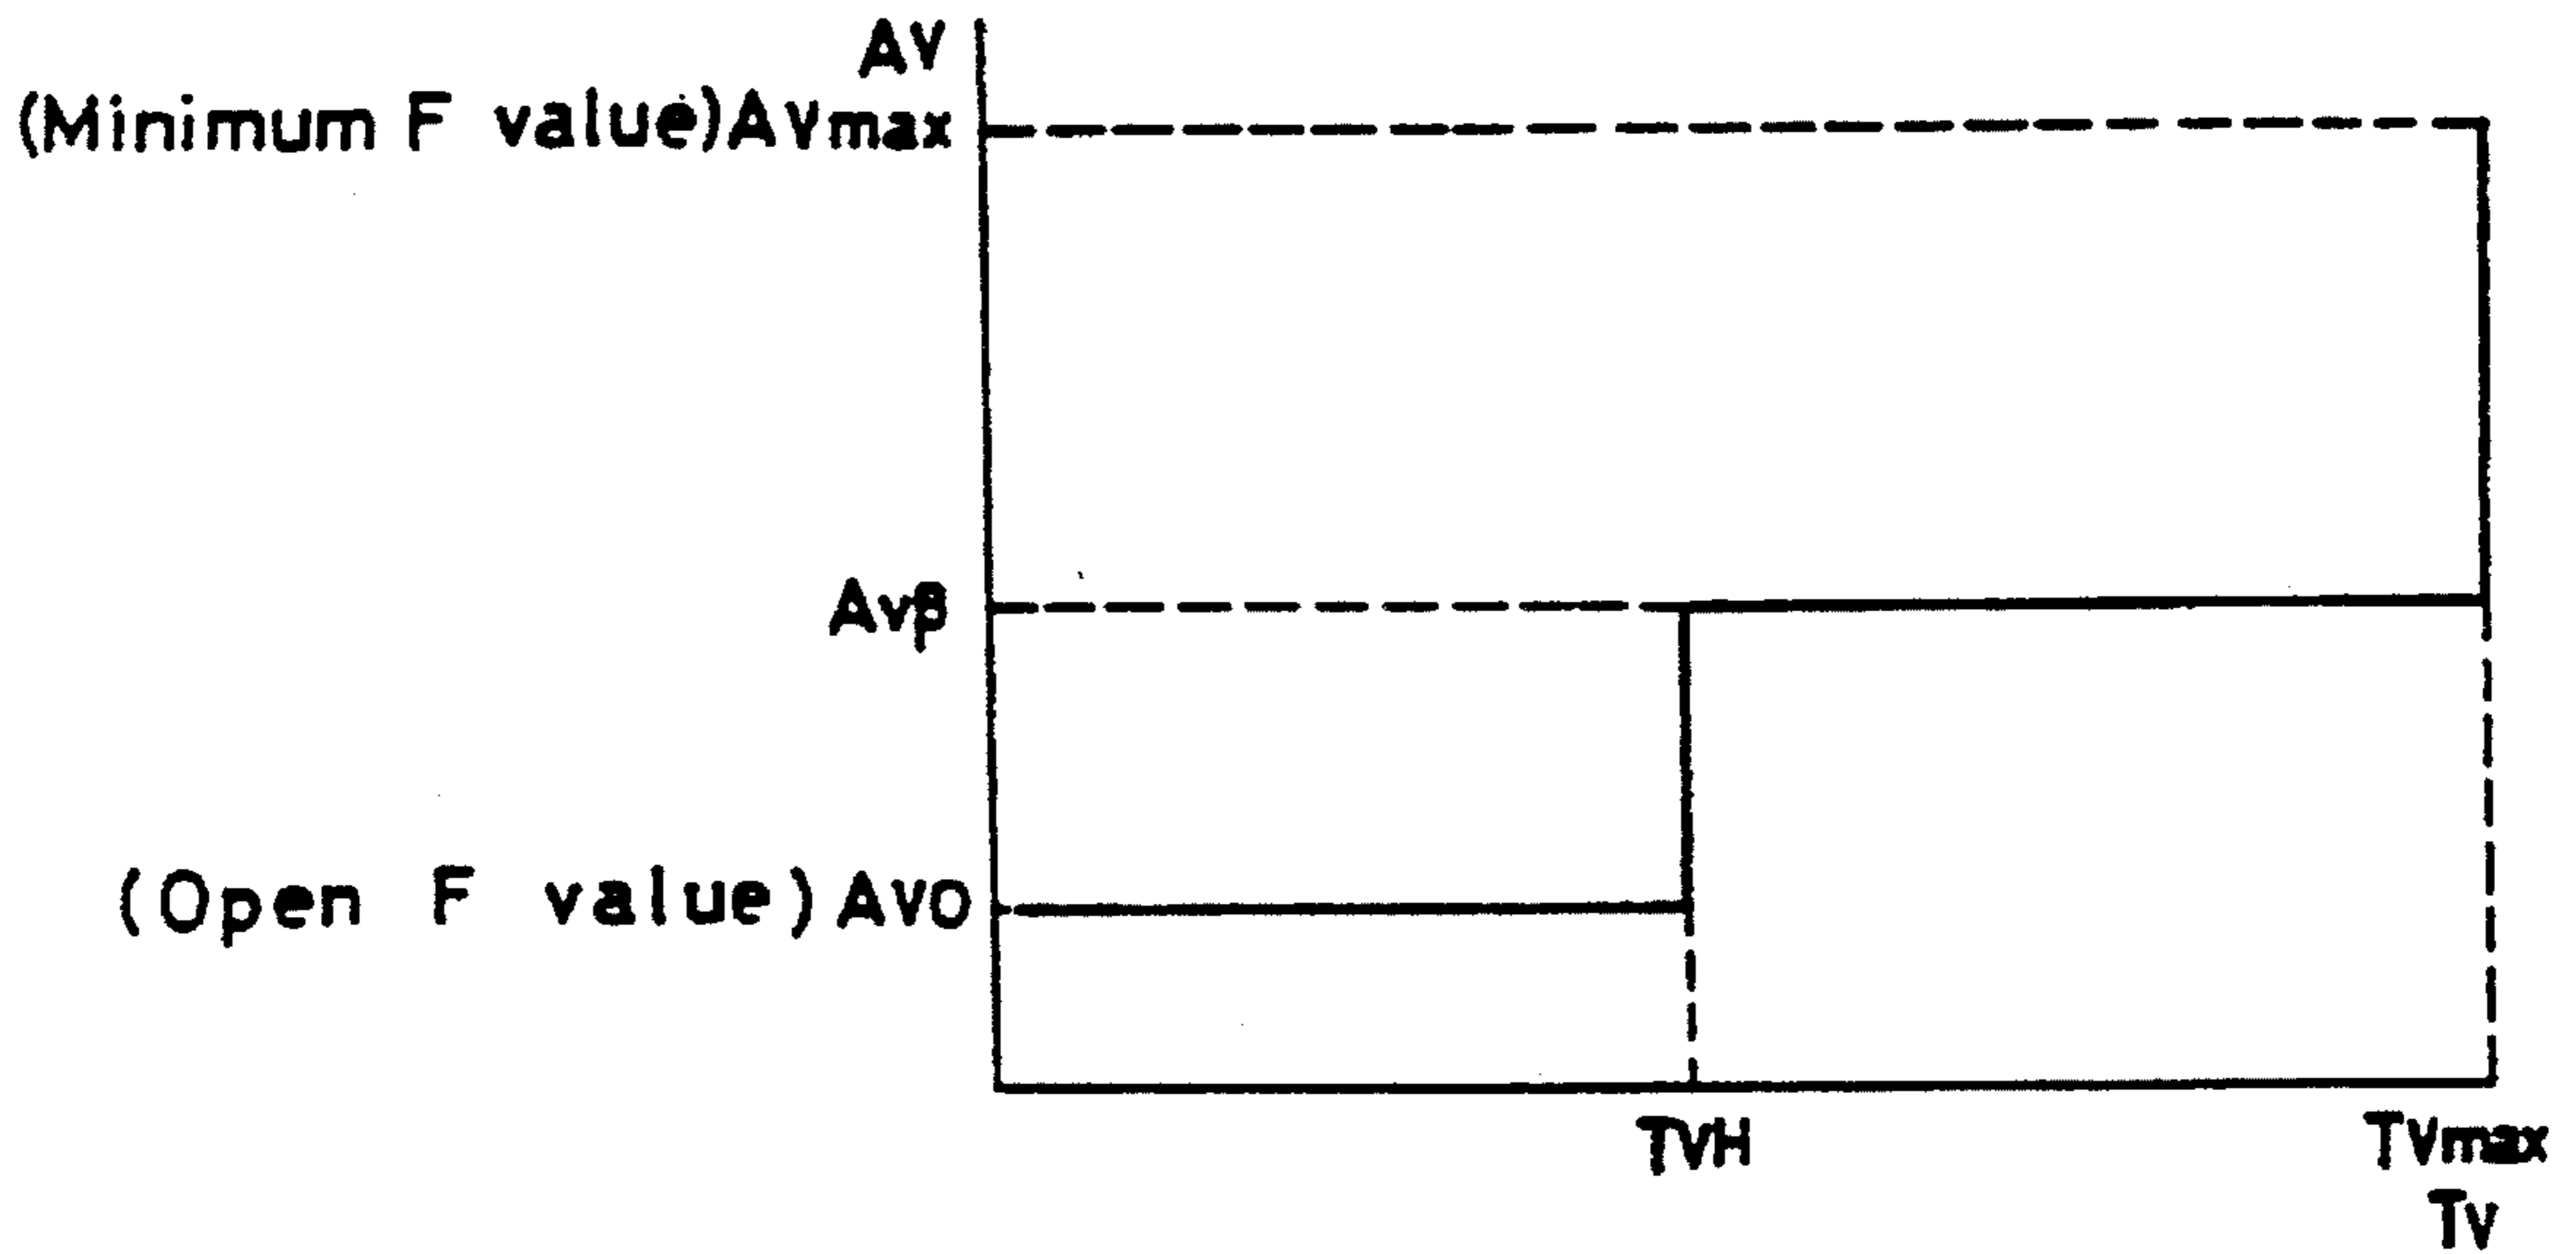 AV
(Minimum F value)AVmax
Avβ
(Open F value)AVO
TVH
TVmax
TV